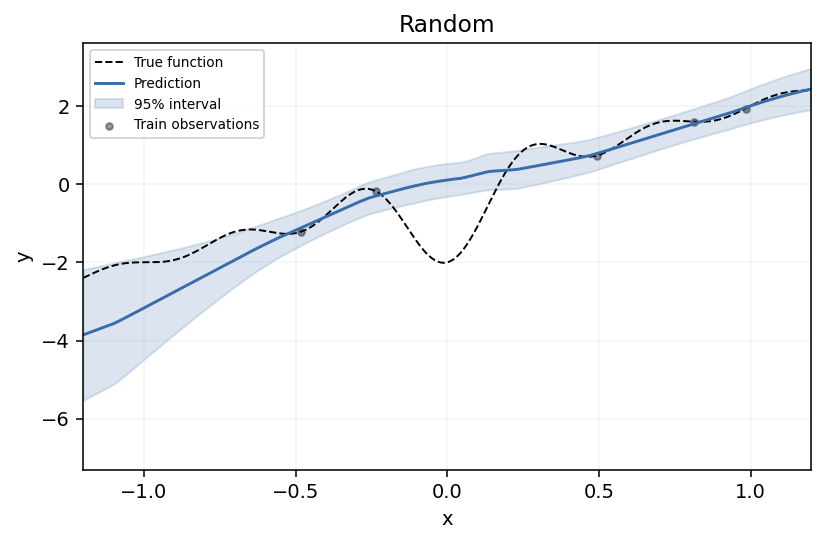 Random
True function
Prediction
95% interval
Train observations
2
0
−2
−4
−6
y
−1.0
−0.5
0.0
0.5
1.0
x